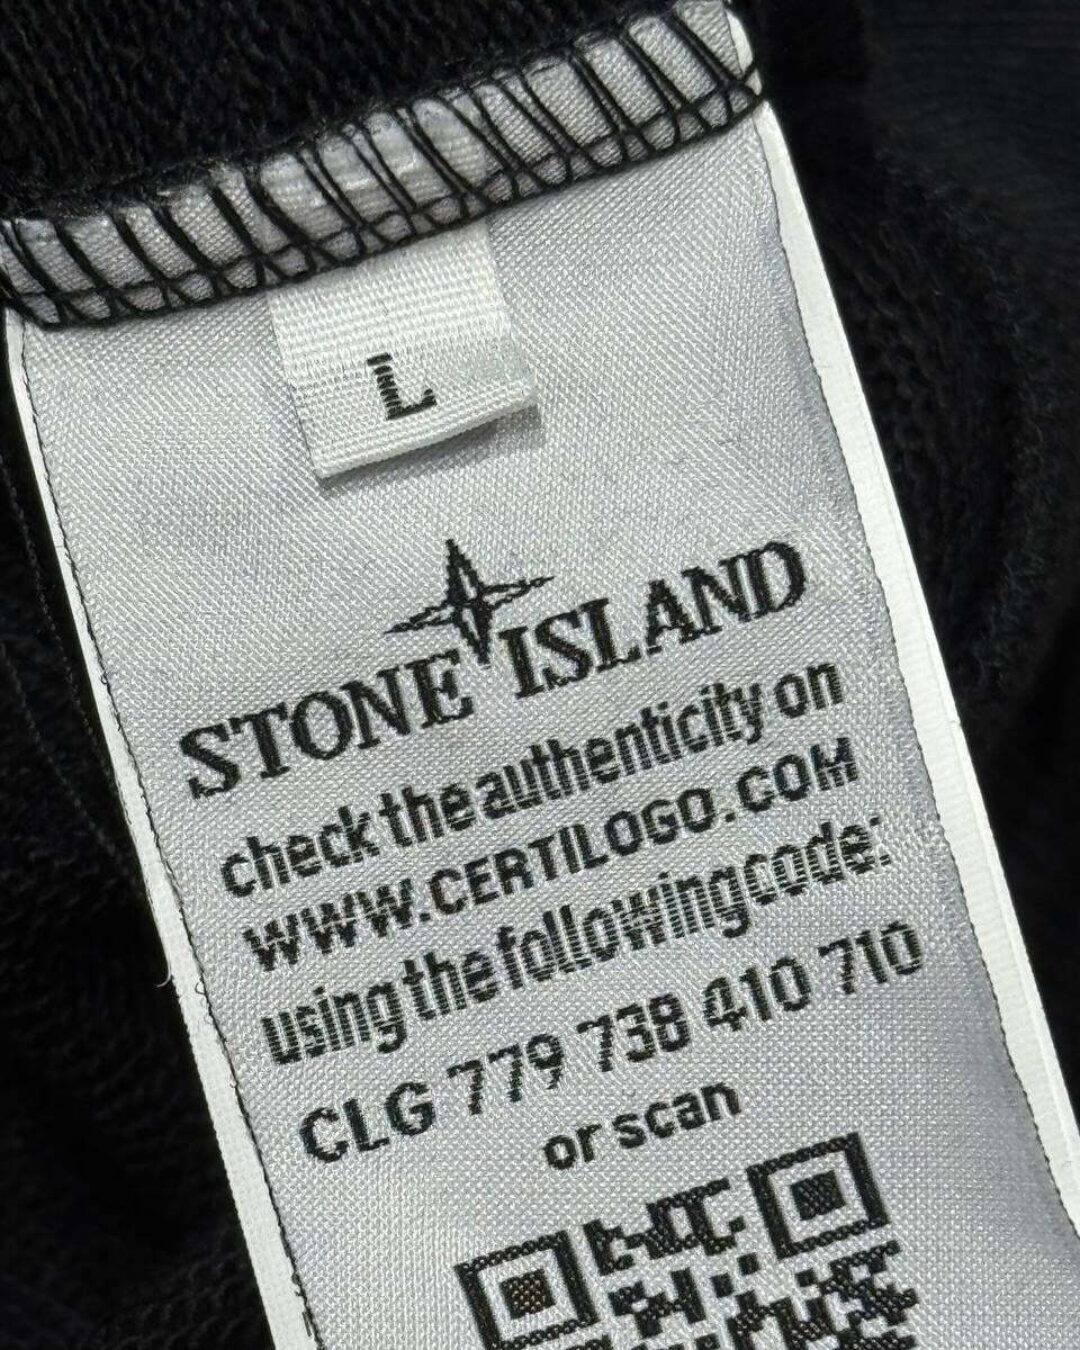 L
STONE ISLAND
check the authenticity on
WWW.CERTILOGO.COM
using the following code:
CLG 779 738 410 710
or scan